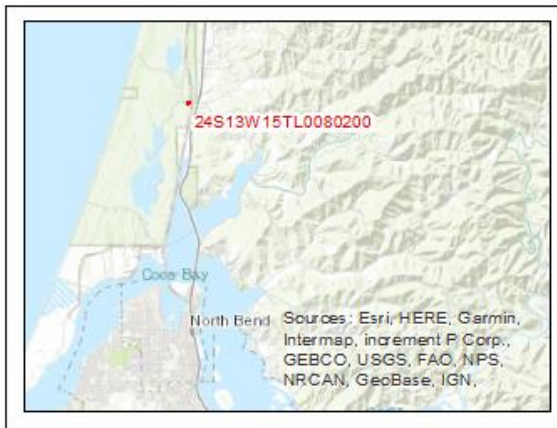 24S13W15TL0080200
Coos Bay
North Bend
Sources: Esri, HERE, Garmin,
Intermap, increment P Corp.,
GEBCO, USGS, FAO, NPS,
NRCAN, GeoBase, IGN,